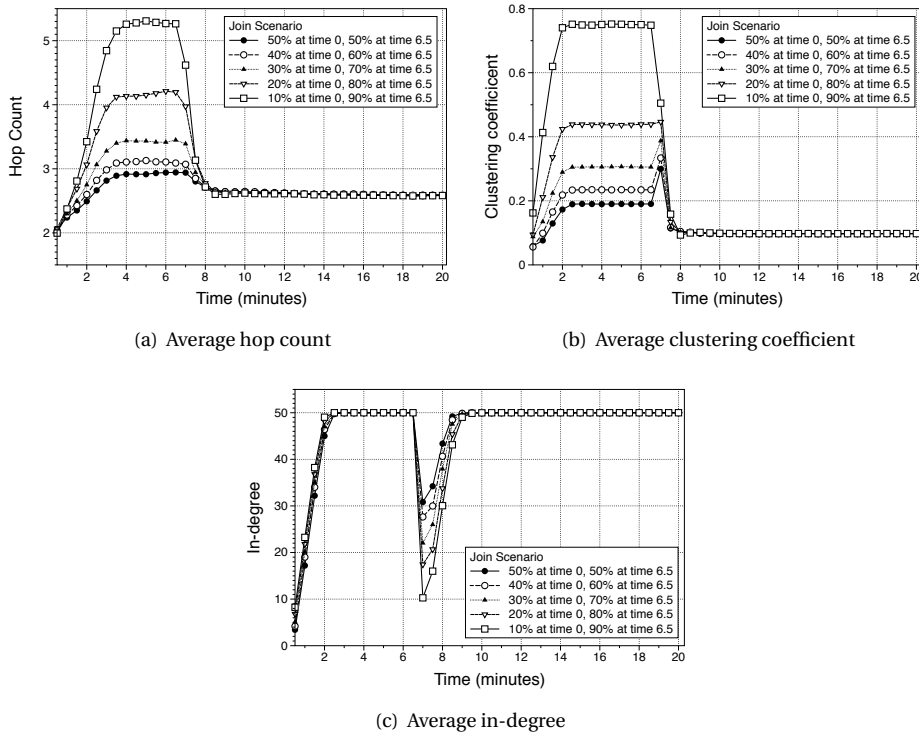 Hop Count
5
4
3
2
Join Scenario
50% at time 0, 50% at time 6.5
40% at time 0, 60% at time 6.5
30% at time 0, 70% at time 6.5
20% at time 0, 80% at time 6.5
10% at time 0, 90% at time 6.5
2 4 6 8 10 12 14 16 18 20
Time (minutes)
(a) Average hop count
Clustering coefficicent
0.8
0.6
0.4
0.2
0
Join Scenario
50% at time 0, 50% at time 6.5
40% at time 0, 60% at time 6.5
30% at time 0, 70% at time 6.5
20% at time 0, 80% at time 6.5
10% at time 0, 90% at time 6.5
2 4 6 8 10 12 14 16 18 20
Time (minutes)
(b) Average clustering coefficient
In-degree
50
40
30
20
10
0
Join Scenario
50% at time 0, 50% at time 6.5
40% at time 0, 60% at time 6.5
30% at time 0, 70% at time 6.5
20% at time 0, 80% at time 6.5
10% at time 0, 90% at time 6.5
2 4 6 8 10 12 14 16 18 20
Time (minutes)
(c) Average in-degree